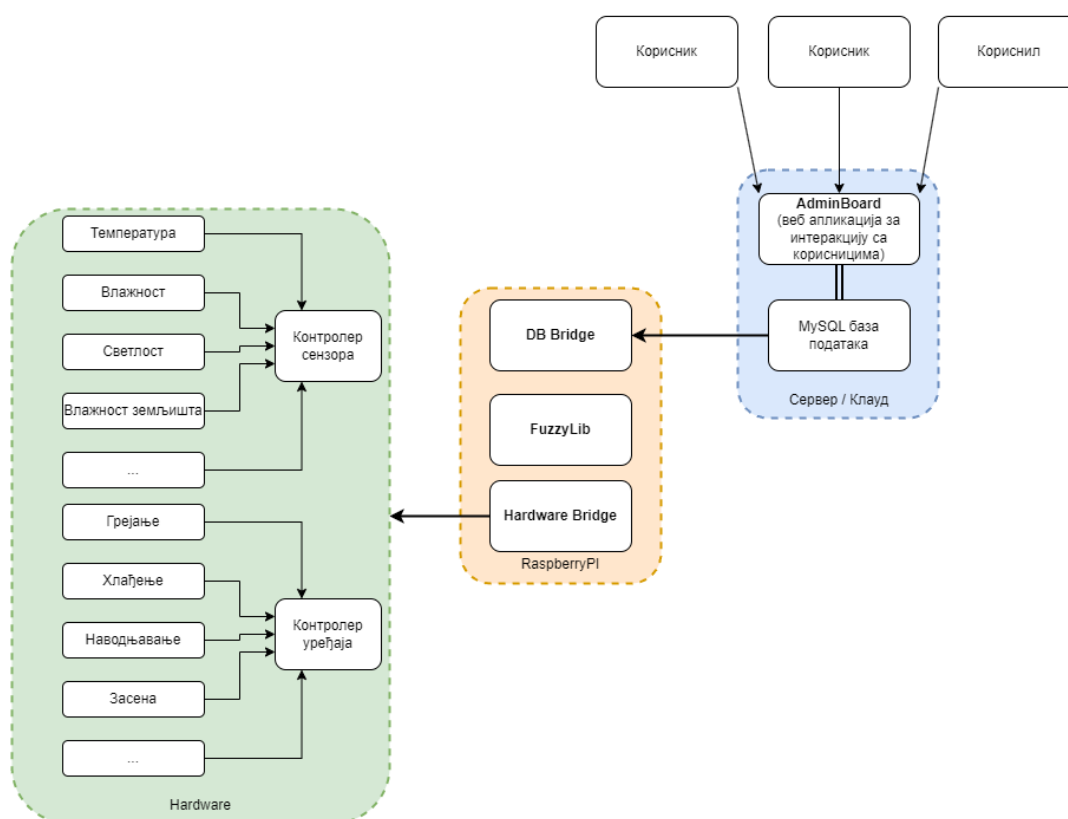 Корисник
Корисник
Кориснил
AdminBoard
(веб апликација за
интеракцију са
корисницима)
MySQL база
података
Сервер / Клауд
DB Bridge
FuzzyLib
Hardware Bridge
RaspberryPI
Температура
Влажност
Светлост
Влажност земљишта
...
Контролер
сензора
Грејање
Хлађење
Наводњавање
Засена
...
Контролер
уређаја
Hardware